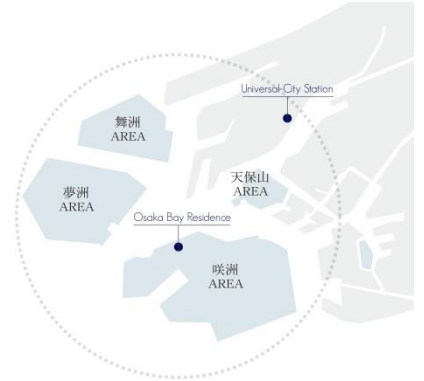 Universal-City Station
舞洲
AREA
天保山
AREA
夢洲
AREA
Osaka Bay Residence
咲洲
AREA